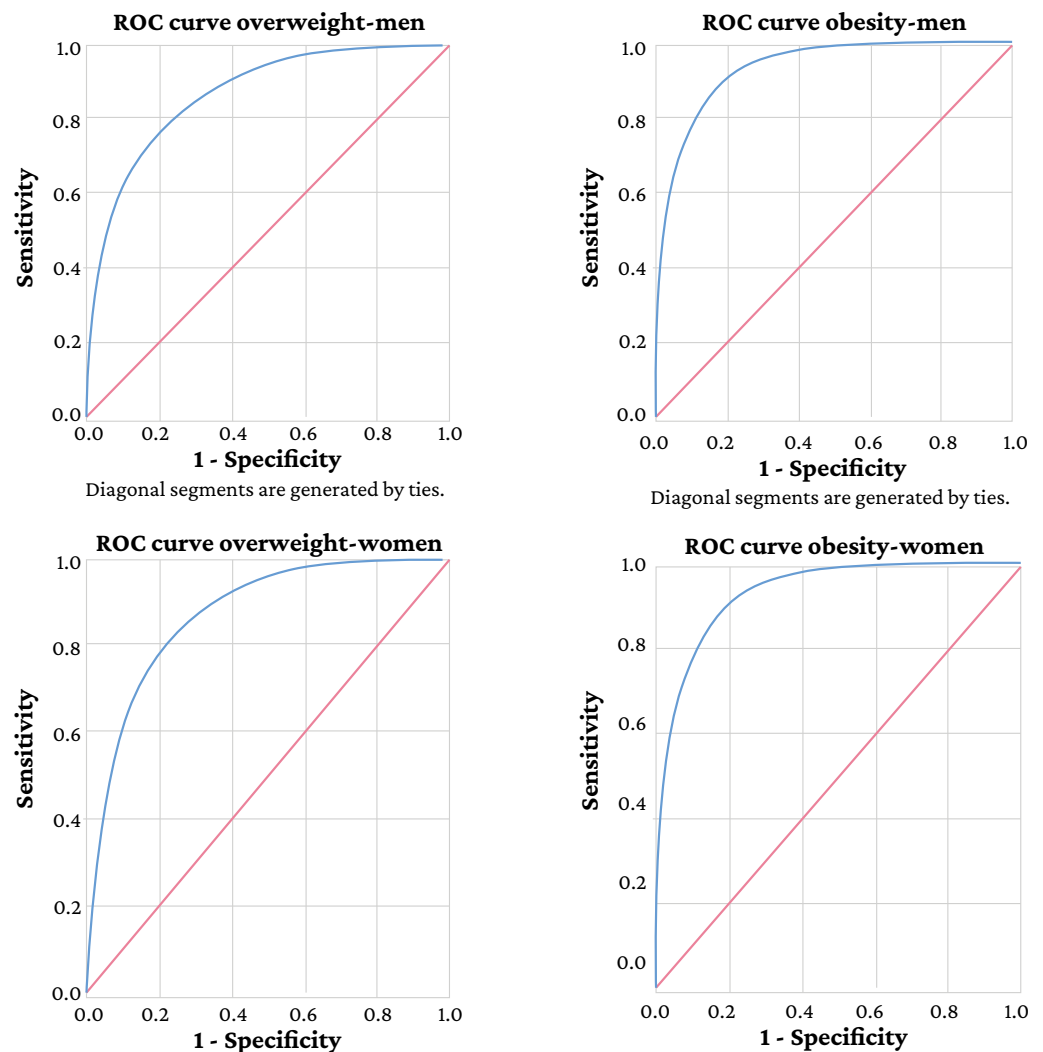 ROC curve overweight-men
1.0
0.8
0.6
0.4
0.2
0.0
Sensitivity
0.0 0.2 0.4 0.6 0.8 1.0
1 - Specificity
Diagonal segments are generated by ties.
ROC curve obesity-men
1.0
0.8
0.6
0.4
0.2
0.0
Sensitivity
0.0 0.2 0.4 0.6 0.8 1.0
1 - Specificity
Diagonal segments are generated by ties.
ROC curve overweight-women
1.0
0.8
0.6
0.4
0.2
0.0
Sensitivity
0.0 0.2 0.4 0.6 0.8 1.0
1 - Specificity
ROC curve obesity-women
1.0
0.8
0.6
0.4
0.2
0.0
Sensitivity
0.0 0.2 0.4 0.6 0.8 1.0
1 - Specificity